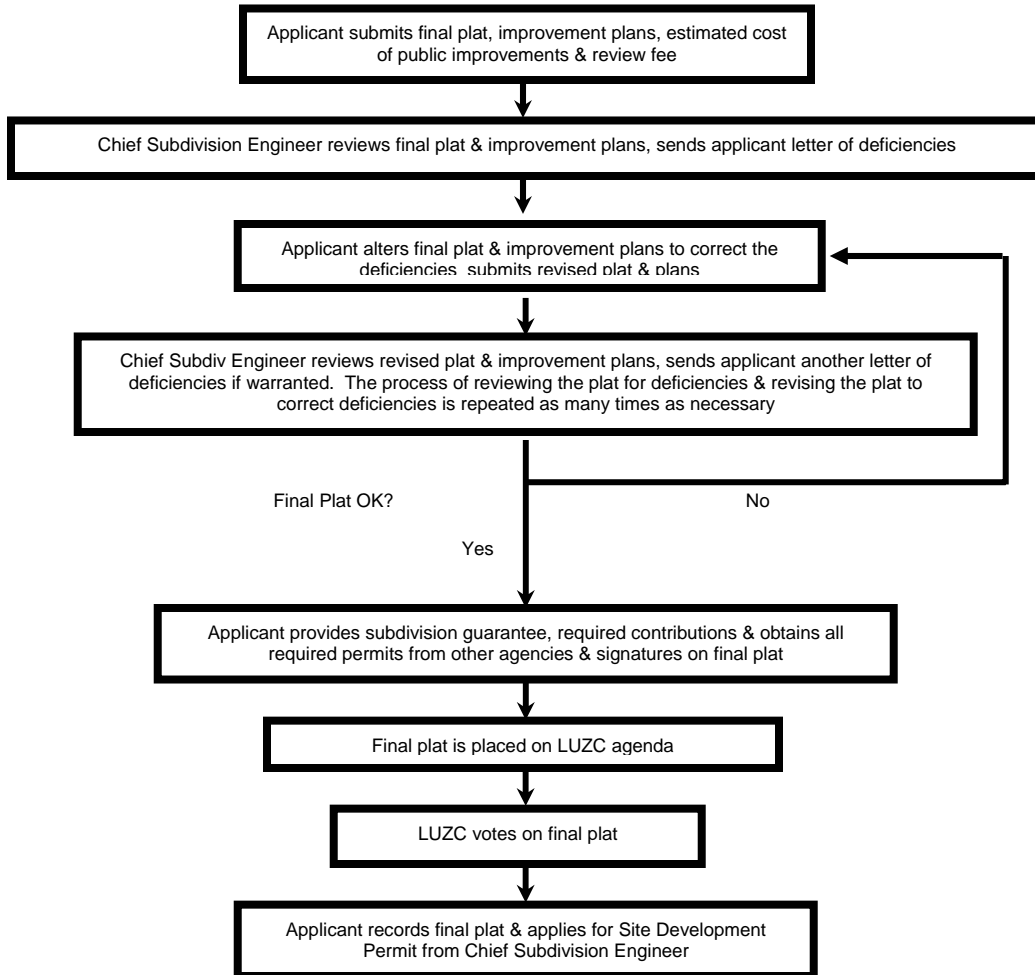 Applicant submits final plat, improvement plans, estimated cost
of public improvements & review fee
Chief Subdivision Engineer reviews final plat & improvement plans, sends applicant letter of deficiencies
Applicant alters final plat & improvement plans to correct the
deficiencies submits revised plat & plans
Chief Subdiv Engineer reviews revised plat & improvement plans, sends applicant another letter of
deficiencies if warranted. The process of reviewing the plat for deficiencies & revising the plat to
correct deficiencies is repeated as many times as necessary
Final Plat OK?
No
Yes
Applicant provides subdivision guarantee, required contributions & obtains all
required permits from other agencies & signatures on final plat
Final plat is placed on LUZC agenda
LUZC votes on final plat
Applicant records final plat & applies for Site Development
Permit from Chief Subdivision Engineer